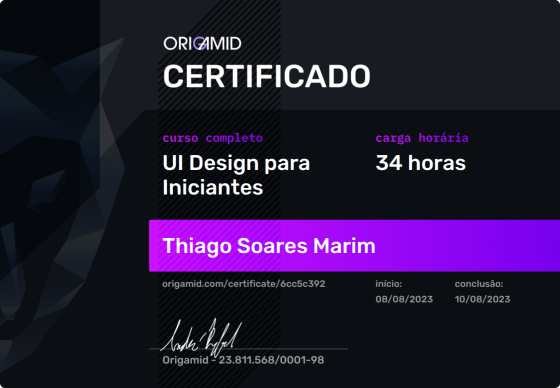 ORIGAMID
CERTIFICADO
curso completo
UI Design para
Iniciantes
carga horária
34 horas
Thiago Soares Marim
origamid.com/certificate/6cc5c392
início:
08/08/2023
conclusão:
10/08/2023
Origamid - 23.811.568/0001-98